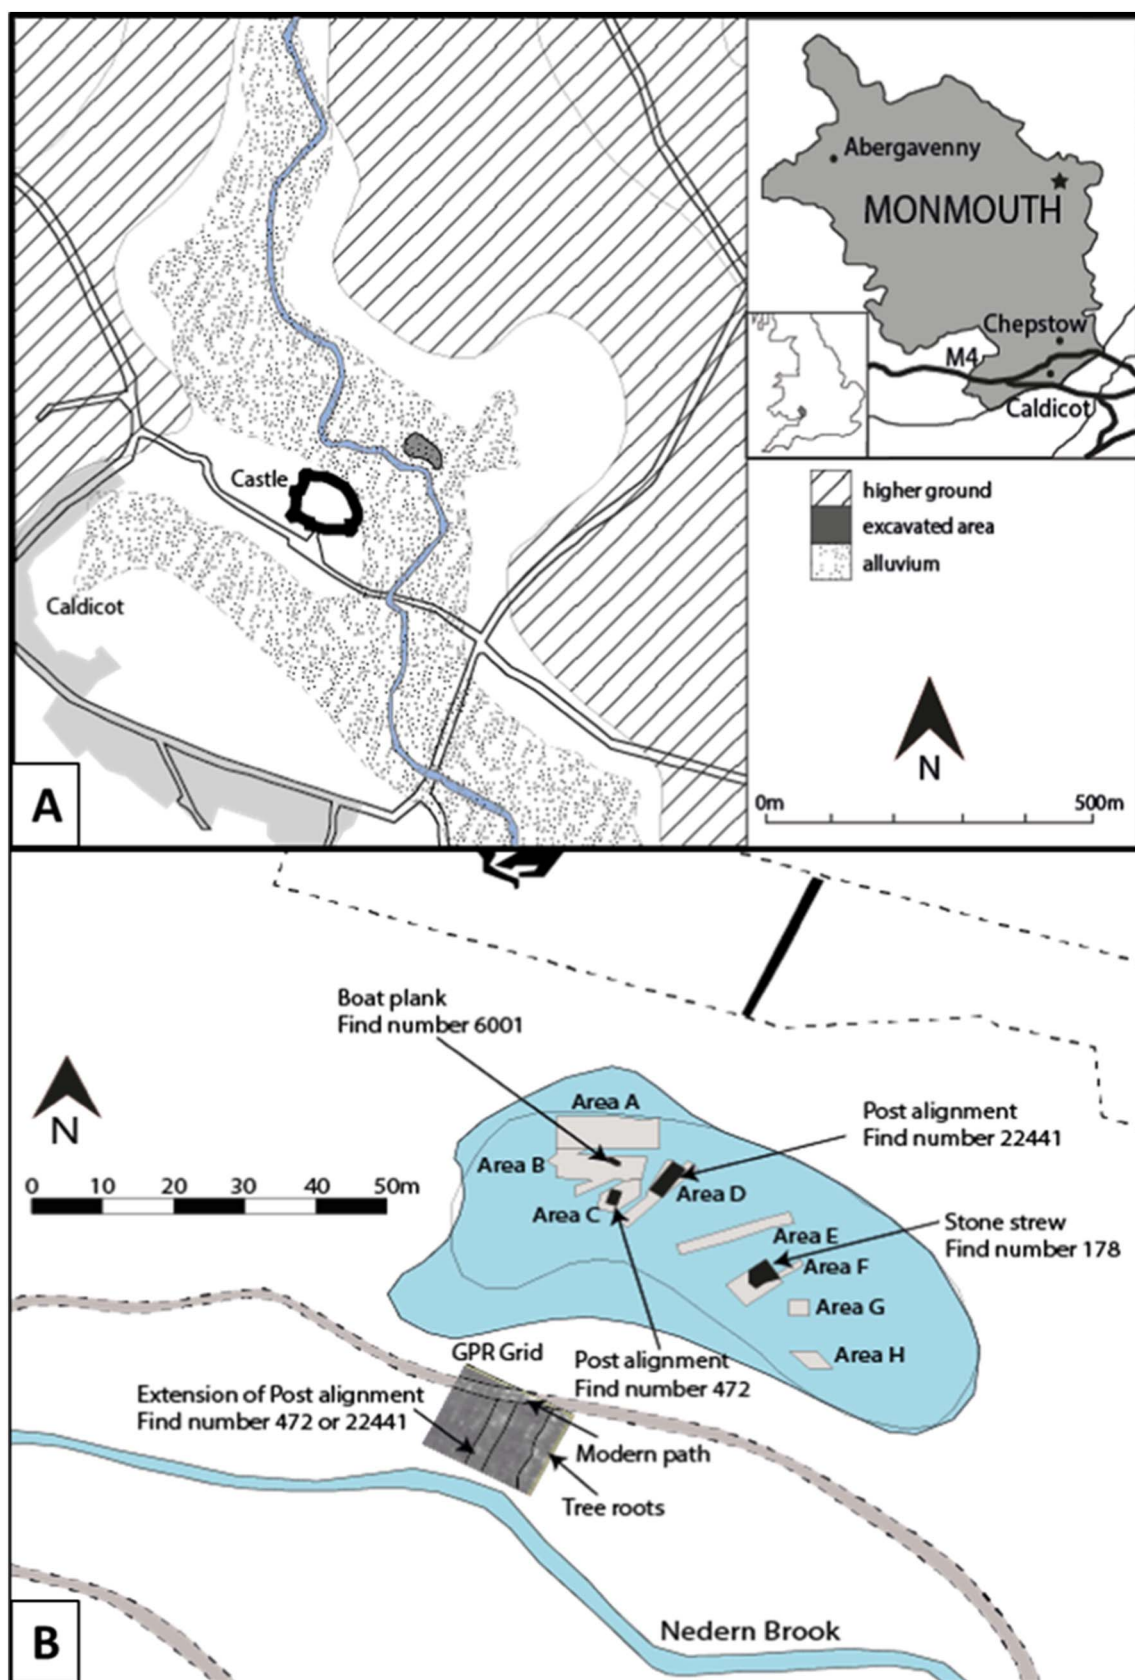 Abergavenny
MONMOUTH
Chepstow
M4
Caldicot
Castle
Caldicot
higher ground
excavated area
alluvium
N
0m 500m
A
Boat plank
Find number 6001
N
0 10 20 30 40 50m
Area A
Area B
Area C
Area D
Post alignment
Find number 22441
Stone strew
Find number 178
Area E
Area F
Area G
Area H
GPR Grid
Post alignment
Find number 472
Extension of Post alignment
Find number 472 or 22441
Modern path
Tree roots
Nedern Brook
B